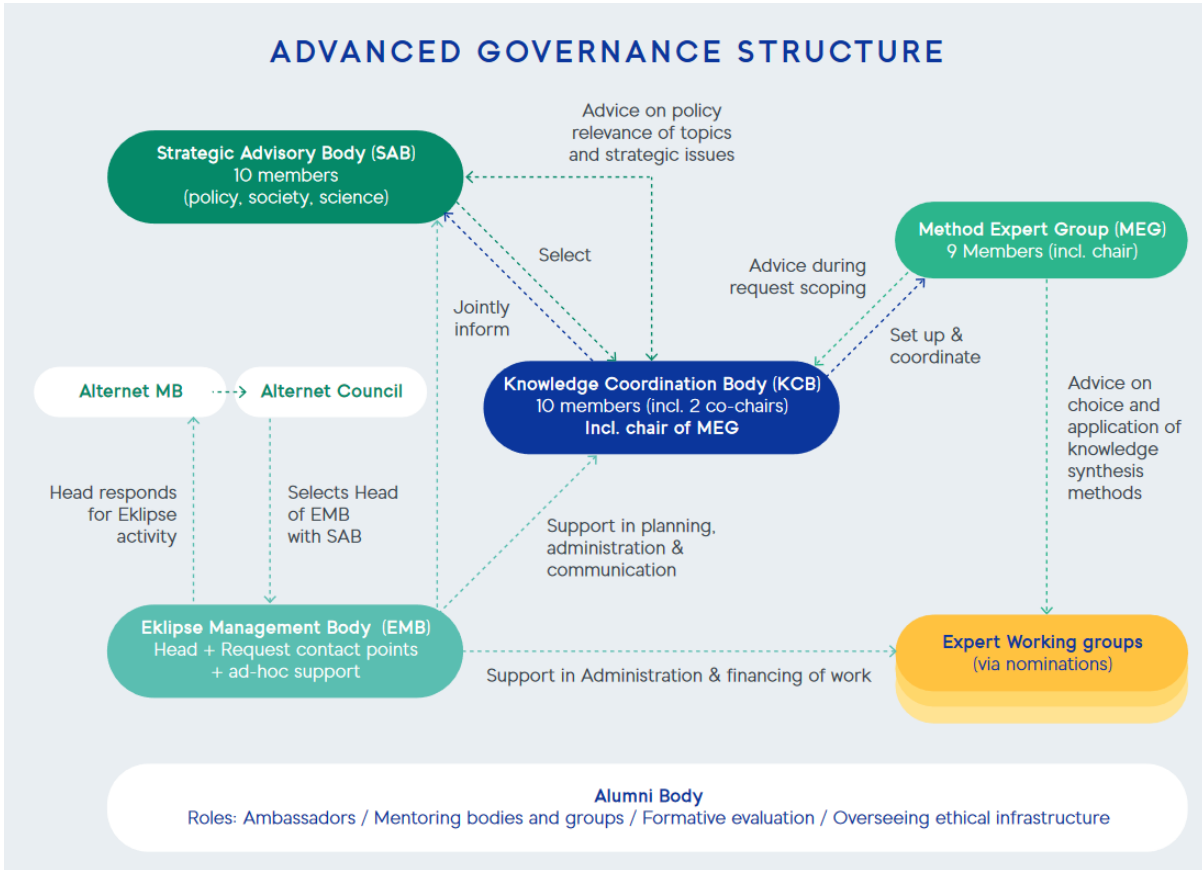 ADVANCED GOVERNANCE STRUCTURE
Advice on policy
relevance of topics
and strategic issues
Strategic Advisory Body (SAB)
10 members
(policy, society, science)
Method Expert Group (MEG)
9 Members (incl. chair)
Select
Advice during
request scoping
Jointly
inform
Set up &
coordinate
Knowledge Coordination Body (KCB)
10 members (incl. 2 co-chairs)
Incl. chair of MEG
Alternet MB
Alternet Council
Advice on
choice and
application of
knowledge
synthesis
methods
Head responds
for Eklipse
activity
Selects Head
of EMB
with SAB
Support in planning,
administration &
communication
Eklipse Management Body (EMB)
Head + Request contact points
+ ad-hoc support
Support in Administration & financing of work
Expert Working groups
(via nominations)
Alumni Body
Roles: Ambassadors / Mentoring bodies and groups / Formative evaluation / Overseeing ethical infrastructure